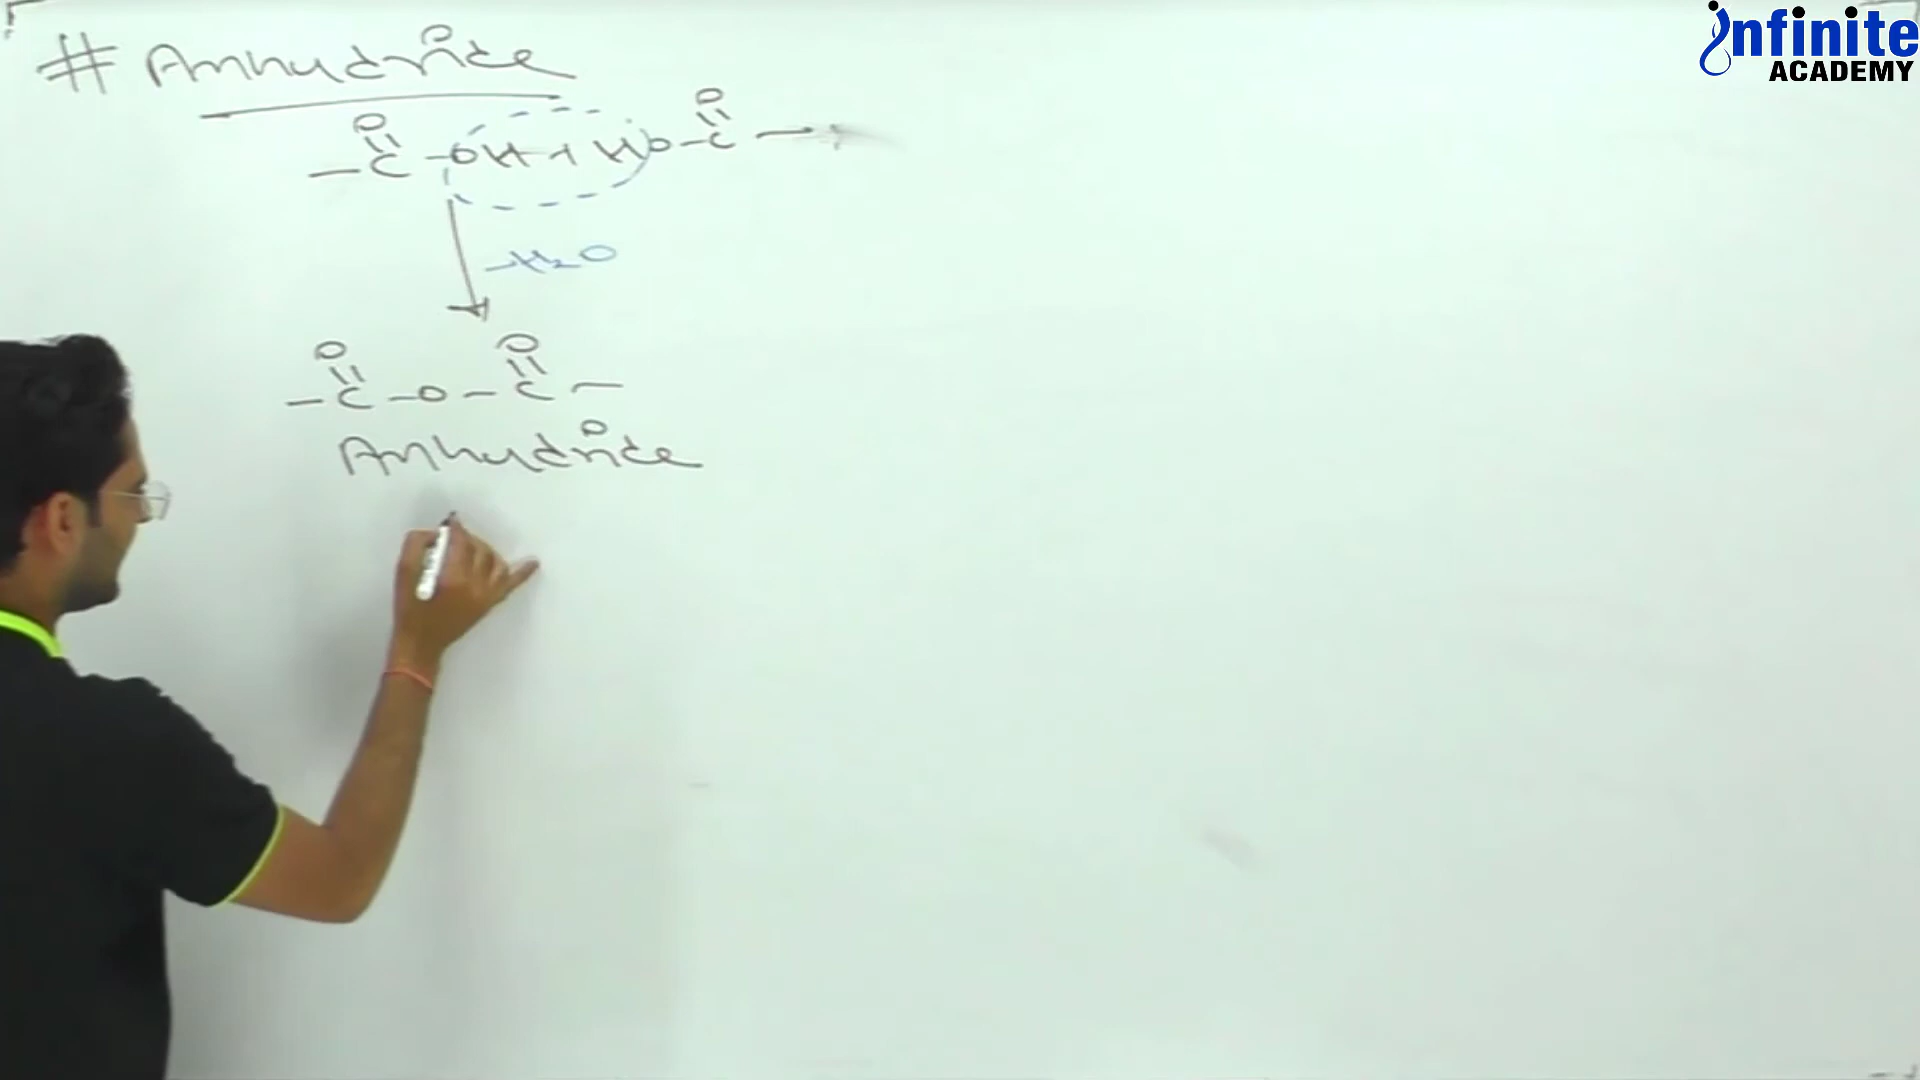 # Anhydride
O O
|| ||
— C — OH + HO — C —
-H₂O
O O
|| ||
— C — O — C —
Anhydride
infinite
ACADEMY